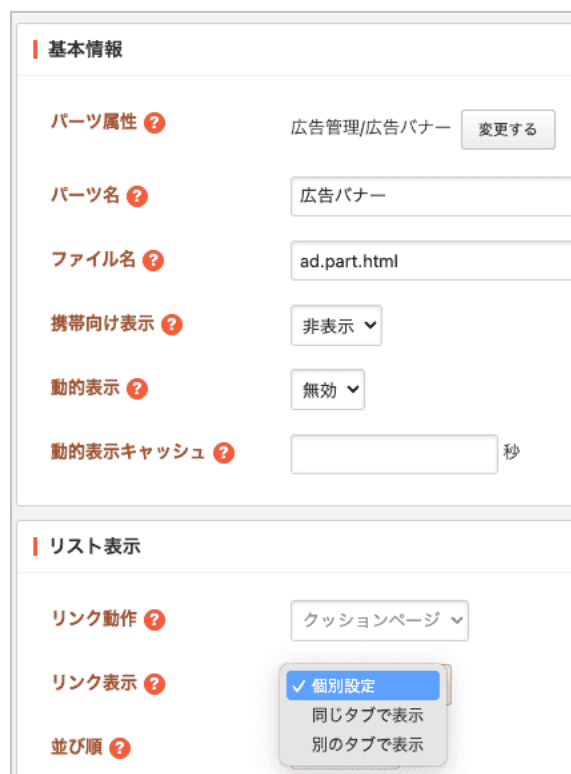 基本情報
パーツ属性 ?
広告管理/広告バナー 変更する
パーツ名 ?
広告バナー
ファイル名 ?
ad.part.html
携帯向け表示 ?
非表示
動的表示 ?
無効
動的表示キャッシュ ?
秒
リスト表示
リンク動作 ?
クッションページ
リンク表示 ?
✓ 個別設定
同じタブで表示
別のタブで表示
並び順 ?